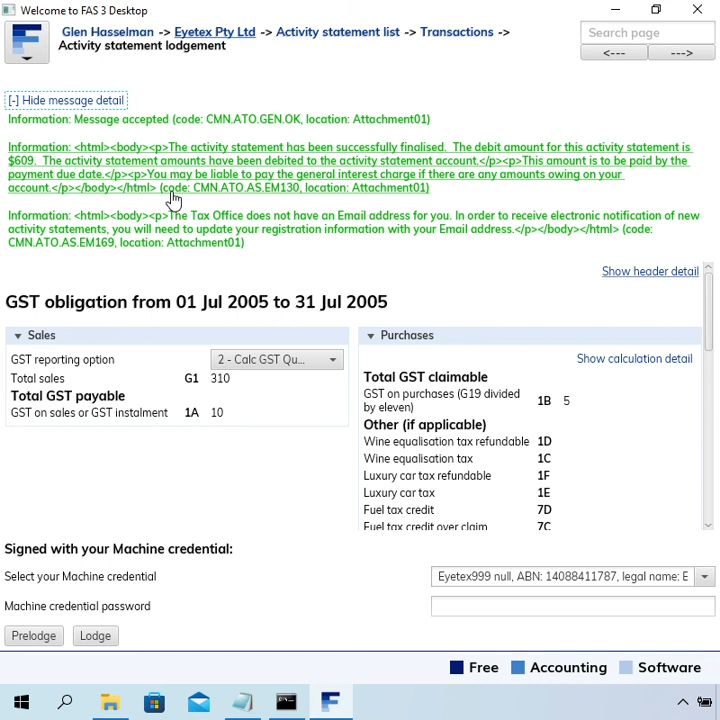 Welcome to FAS 3 Desktop
Glen Hasselman -> Eyetex Pty Ltd -> Activity statement list -> Transactions ->
Activity statement lodgement
Search page
<---
--->
[-] Hide message detail
Information: Message accepted (code: CMN.ATO.GEN.OK, location: Attachment01)
Information: <html><body><p>The activity statement has been successfully finalised.  The debit amount for this activity statement is
$609.  The activity statement amounts have been debited to the activity statement account.</p><p>This amount is to be paid by the
payment due date.</p><p>You may be liable to pay the general interest charge if there are any amounts owing on your
account.</p></body></html> (code: CMN.ATO.AS.EM130, location: Attachment01)
Information: <html><body><p>The Tax Office does not have an Email address for you. In order to receive electronic notification of new
activity statements, you will need to update your registration information with your Email address.</p></body></html> (code:
CMN.ATO.AS.EM169, location: Attachment01)
Show header detail
GST obligation from 01 Jul 2005 to 31 Jul 2005
Sales
GST reporting option 2 - Calc GST Qu...
Total sales G1 310
Total GST payable
GST on sales or GST instalment 1A 10
Purchases
Show calculation detail
Total GST claimable
GST on purchases (G19 divided
by eleven) 1B 5
Other (if applicable)
Wine equalisation tax refundable 1D
Wine equalisation tax 1C
Luxury car tax refundable 1F
Luxury car tax 1E
Fuel tax credit 7D
Fuel tax credit over claim 7C
Signed with your Machine credential:
Select your Machine credential Eyetex999 null, ABN: 14088411787, legal name: E
Machine credential password
Prelodge Lodge
Free Accounting Software